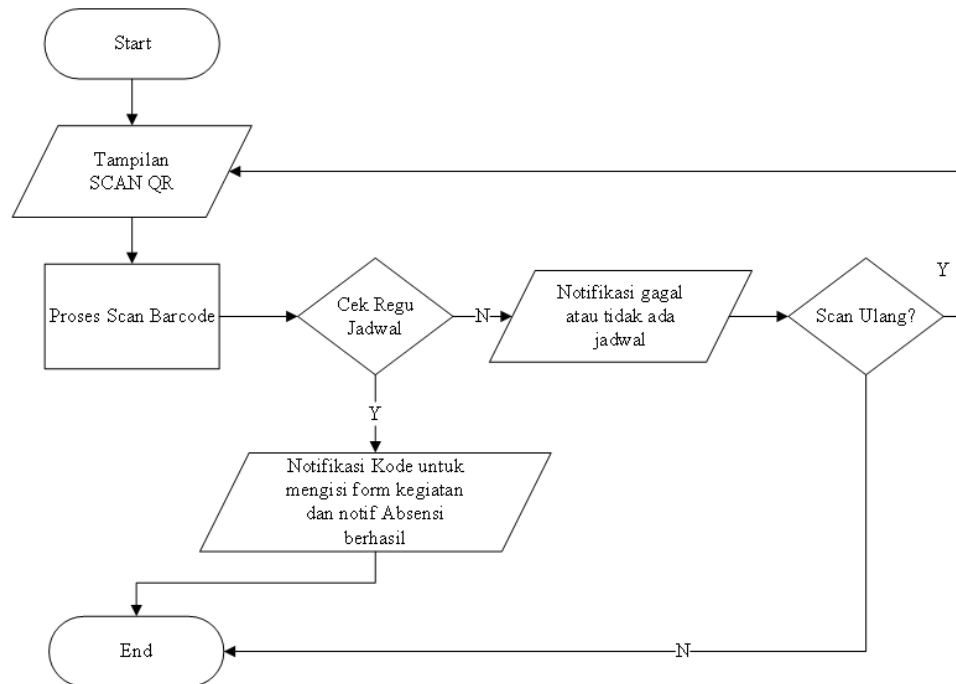 Start
Tampilan
SCAN QR
Proses Scan Barcode
Cek Regu
Jadwal
N
Notifikasi gagal
atau tidak ada
jadwal
Scan Ulang?
Y
Y
Notifikasi Kode untuk
mengisi form kegiatan
dan notif Absensi
berhasil
End
N